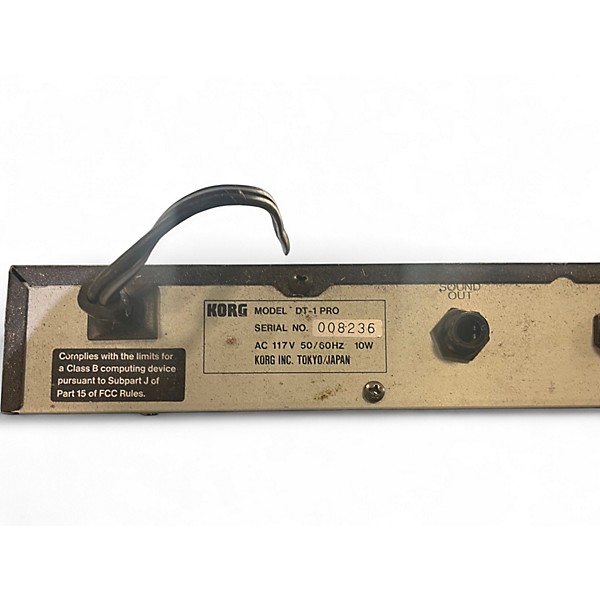 SOUND
OUT
KORG MODEL DT-1 PRO
SERIAL NO. 008236
AC 117V 50/60Hz 10W
KORG INC. TOKYO/JAPAN
Complies with the limits for
a Class B computing device
pursuant to Subpart J of
Part 15 of FCC Rules.